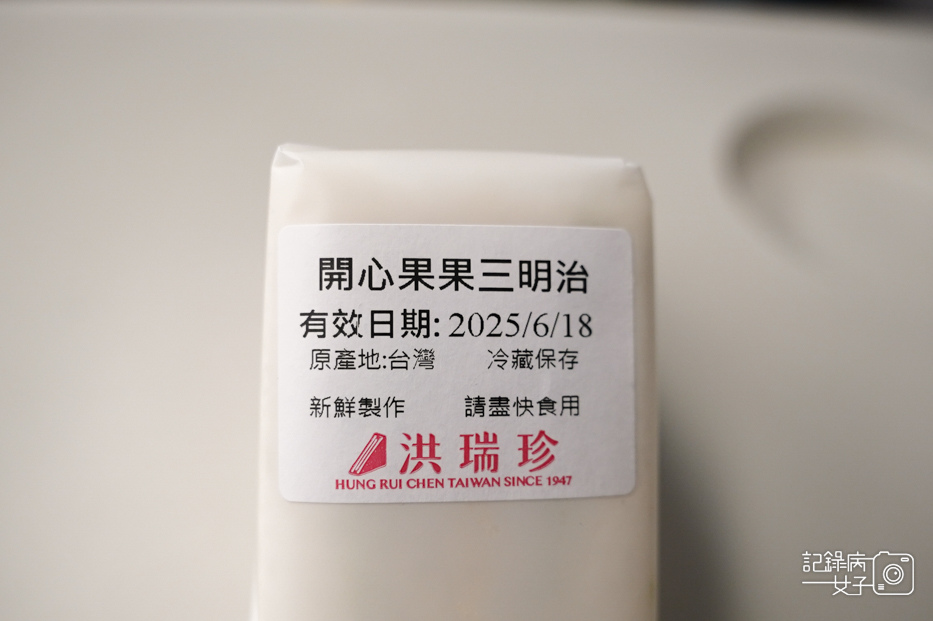 開心果果三明治
有效日期: 2025/6/18
原產地:台灣 冷藏保存
新鮮製作 請盡快食用
洪瑞珍
HUNG RUI CHEN TAIWAN SINCE 1947
記錄病
女子